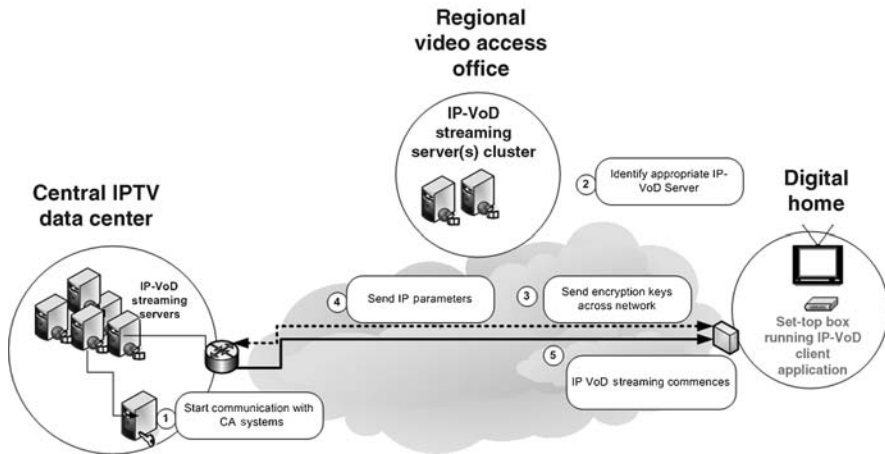 Regional
video access
office
IP-VoD
streaming
server(s) cluster
2
Identify appropriate IP-
VoD Server
Central IPTV
data center
Digital
home
IP-VoD
streaming
servers
4
Send IP parameters
3
Send encryption keys
across network
Set-top box
running IP-VoD
client
application
5
IP VoD streaming commences
1
Start communication with
CA systems